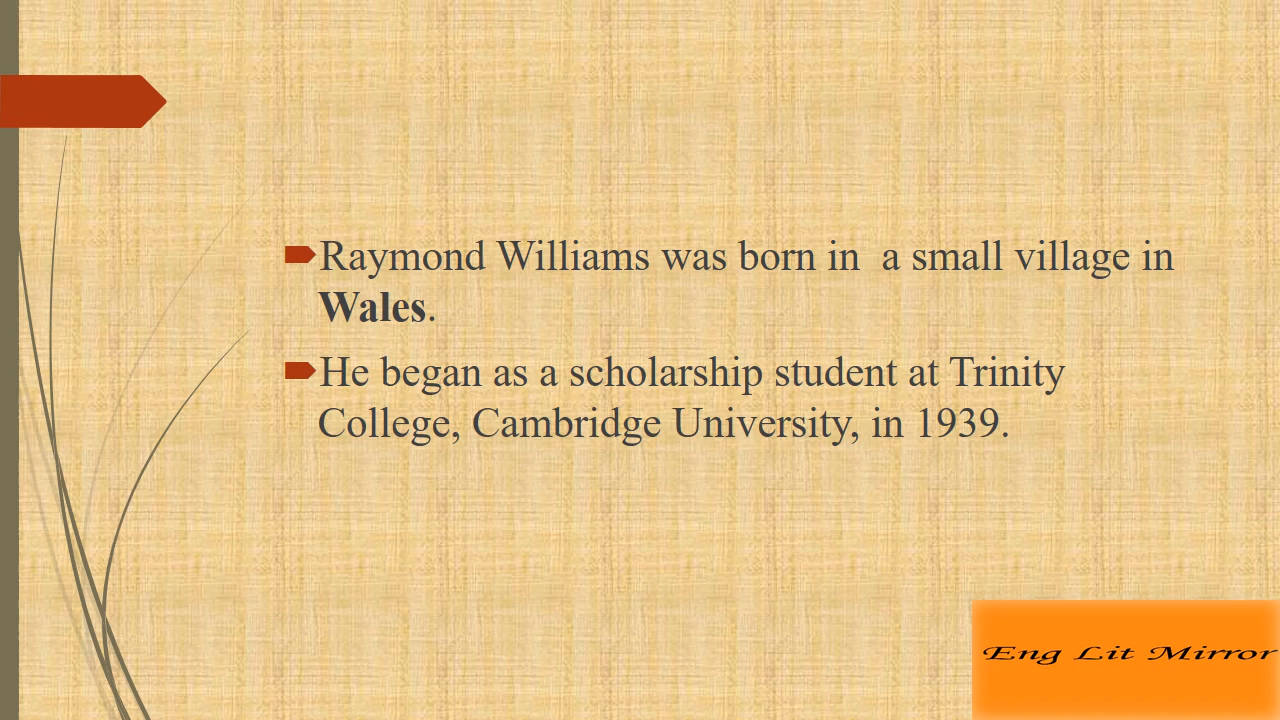 Raymond Williams was born in  a small village in
Wales.
He began as a scholarship student at Trinity
College, Cambridge University, in 1939.
Eng Lit Mirror